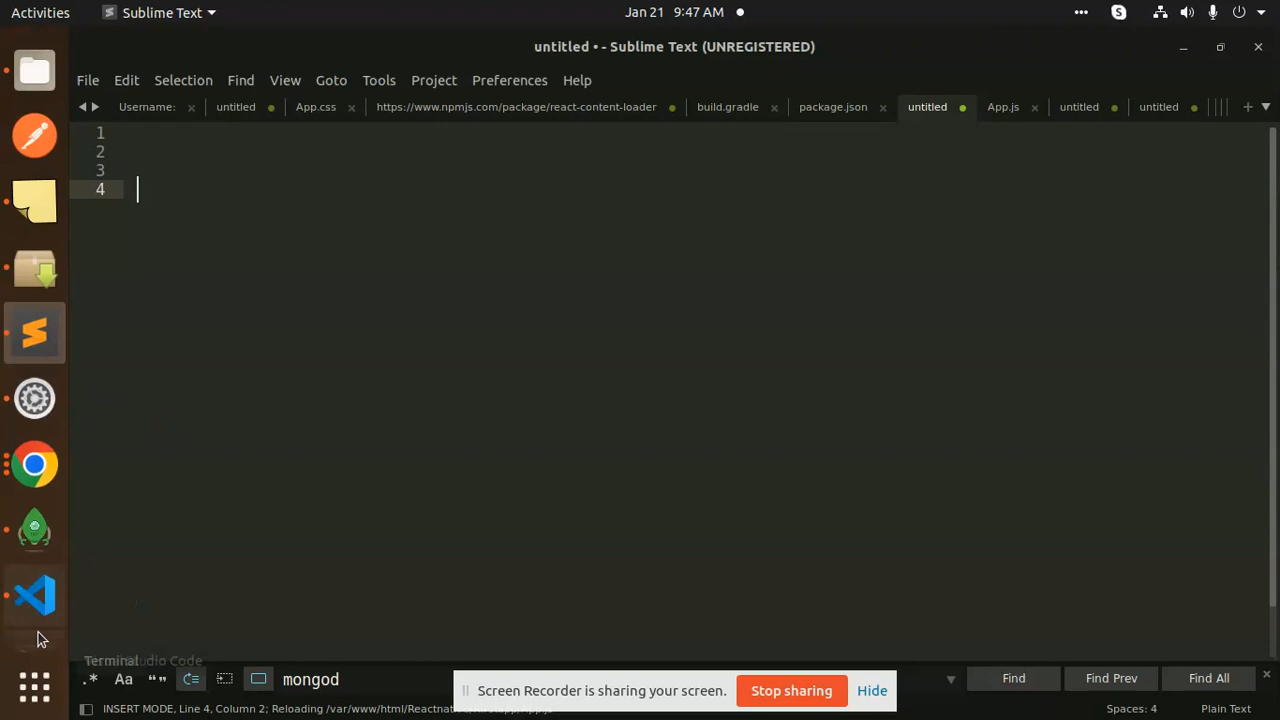 Activities Sublime Text Jan 21 9:47 AM
untitled • - Sublime Text (UNREGISTERED)
File Edit Selection Find View Goto Tools Project Preferences Help
Username: untitled App.css https://www.npmjs.com/package/react-content-loader build.gradle package.json untitled App.js untitled untitled
1
2
3
4
.* Aa “” mongod Find Find Prev Find All
Screen Recorder is sharing your screen. Stop sharing Hide
INSERT MODE, Line 4, Column 2; Reloading /var/www/html/Reactnat Spaces: 4 Plain Text